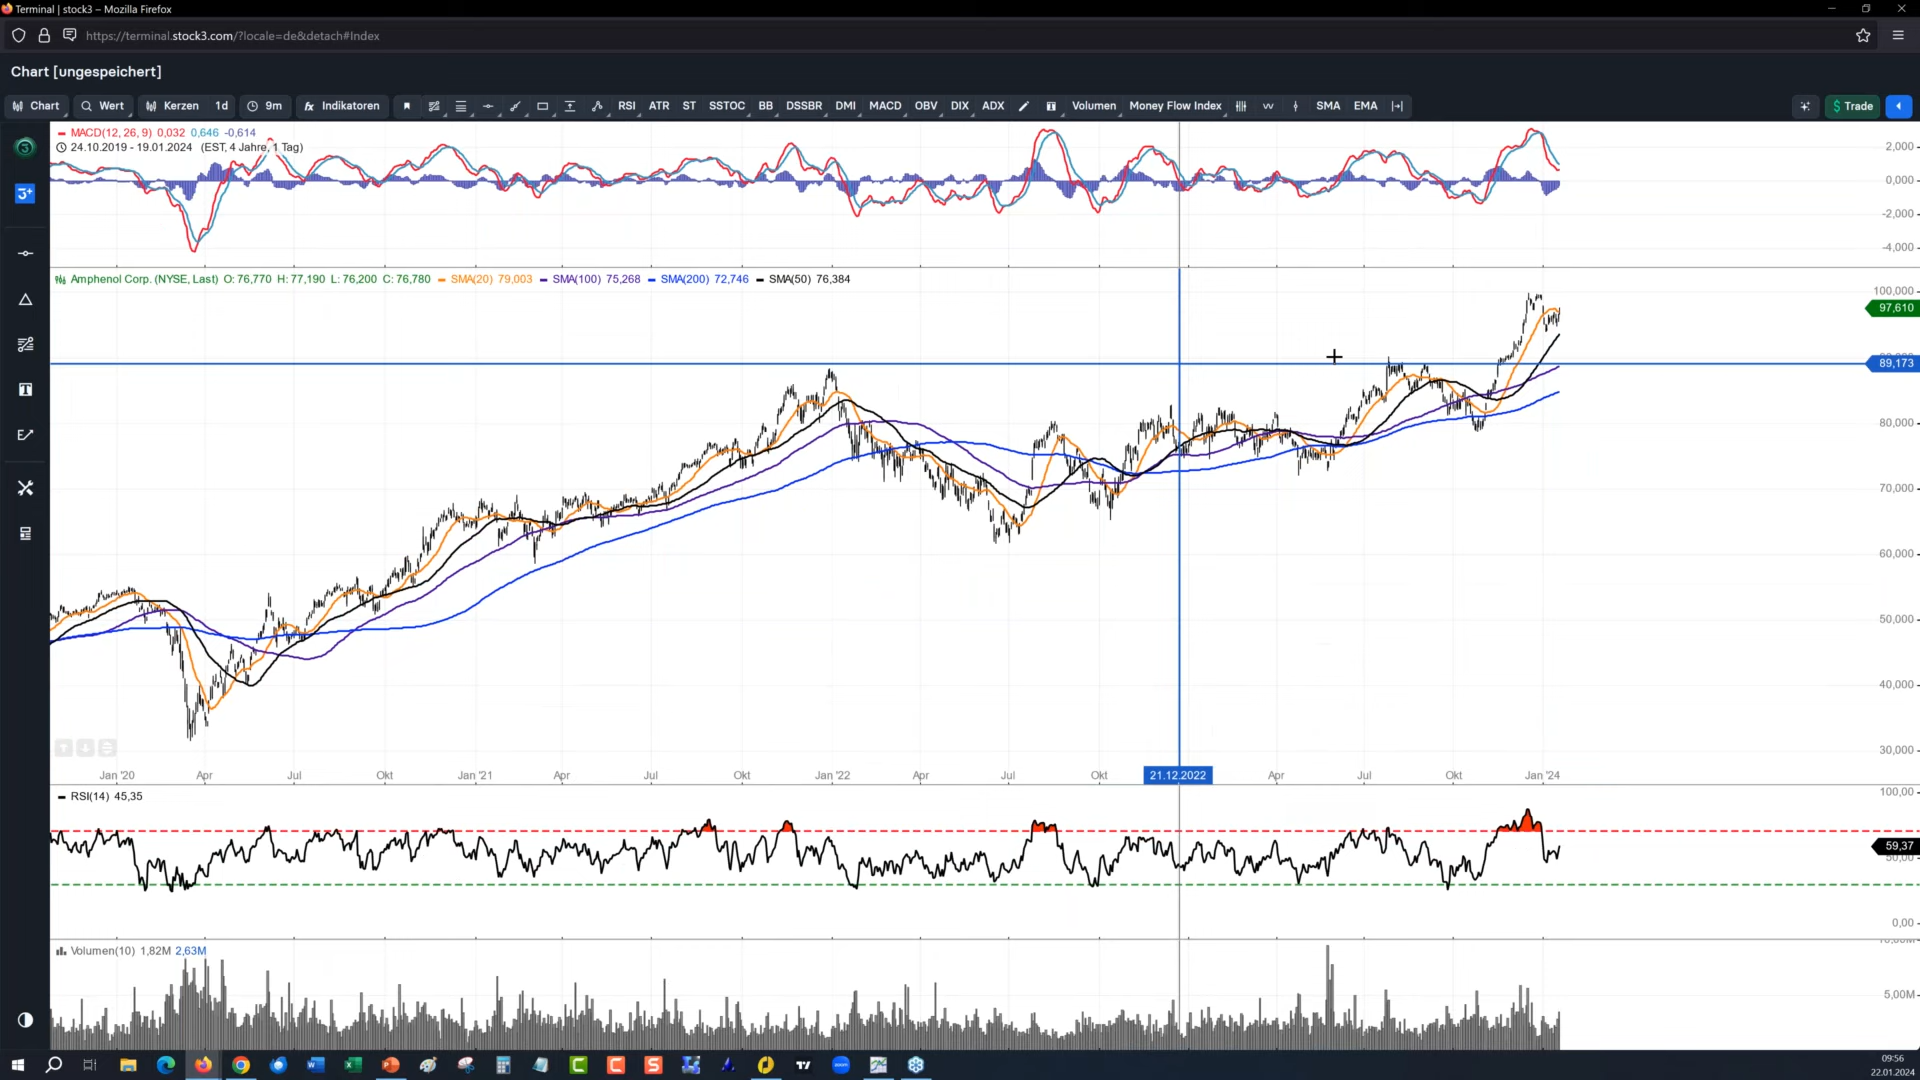 Terminal | stock3 – Mozilla Firefox
https://terminal.stock3.com/?locale=de&detach#Index
Chart [ungespeichert]
Chart Wert Kerzen 1d 9m fx Indikatoren RSI ATR ST SSTOC BB DSSBR DMI MACD OBV DIX ADX Volumen Money Flow Index SMA EMA $ Trade
MACD(12, 26, 9) 0,032 0,646 -0,614
24.10.2019 - 19.01.2024 (EST, 4 Jahre, 1 Tag)
2,000
0,000
-2,000
-4,000
Amphenol Corp. (NYSE, Last) O: 76,770 H: 77,190 L: 76,200 C: 76,780 SMA(20) 79,003 SMA(100) 75,268 SMA(200) 72,746 SMA(50) 76,384
100,000
97,610
89,173
80,000
70,000
60,000
50,000
40,000
30,000
Jan '20 Apr Jul Okt Jan '21 Apr Jul Okt Jan '22 Apr Jul Okt 21.12.2022 Apr Jul Okt Jan '24
RSI(14) 45,35
100,00
59,37
50,00
0,00
Volumen(10) 1,82M 2,63M
10,00M
5,00M
09:56
22.01.2024